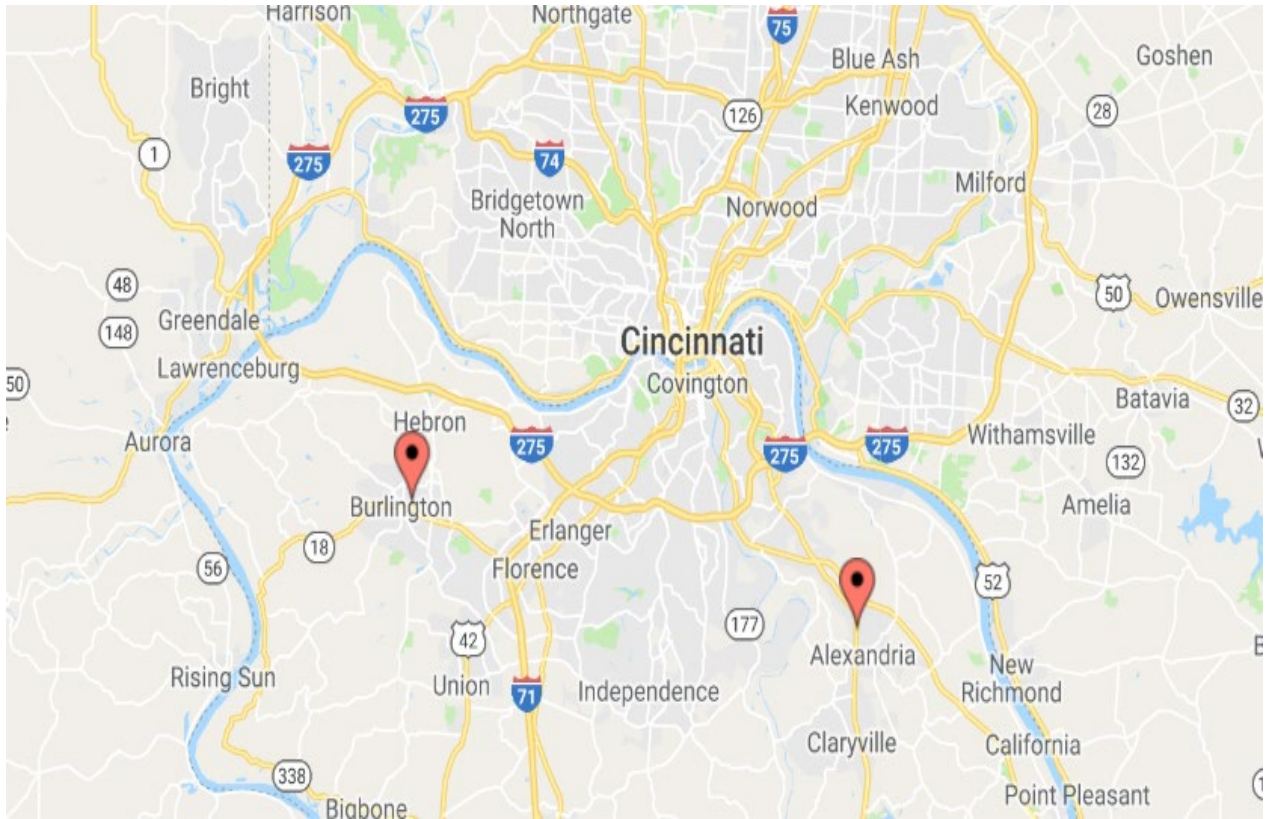 Harrison
Northgate
75
Blue Ash
Goshen
Bright
Kenwood
275
126
28
1
275
74
Milford
Bridgetown
North
Norwood
48
50
Owensville
Greendale
148
Cincinnati
Lawrenceburg
Covington
50
Batavia
32
Hebron
Aurora
275
275
275
Withamsville
132
Burlington
Amelia
Erlanger
18
Florence
56
52
177
42
Alexandria
Rising Sun
Union
71
Independence
New
Richmond
Claryville
California
338
Bigbone
Point Pleasant